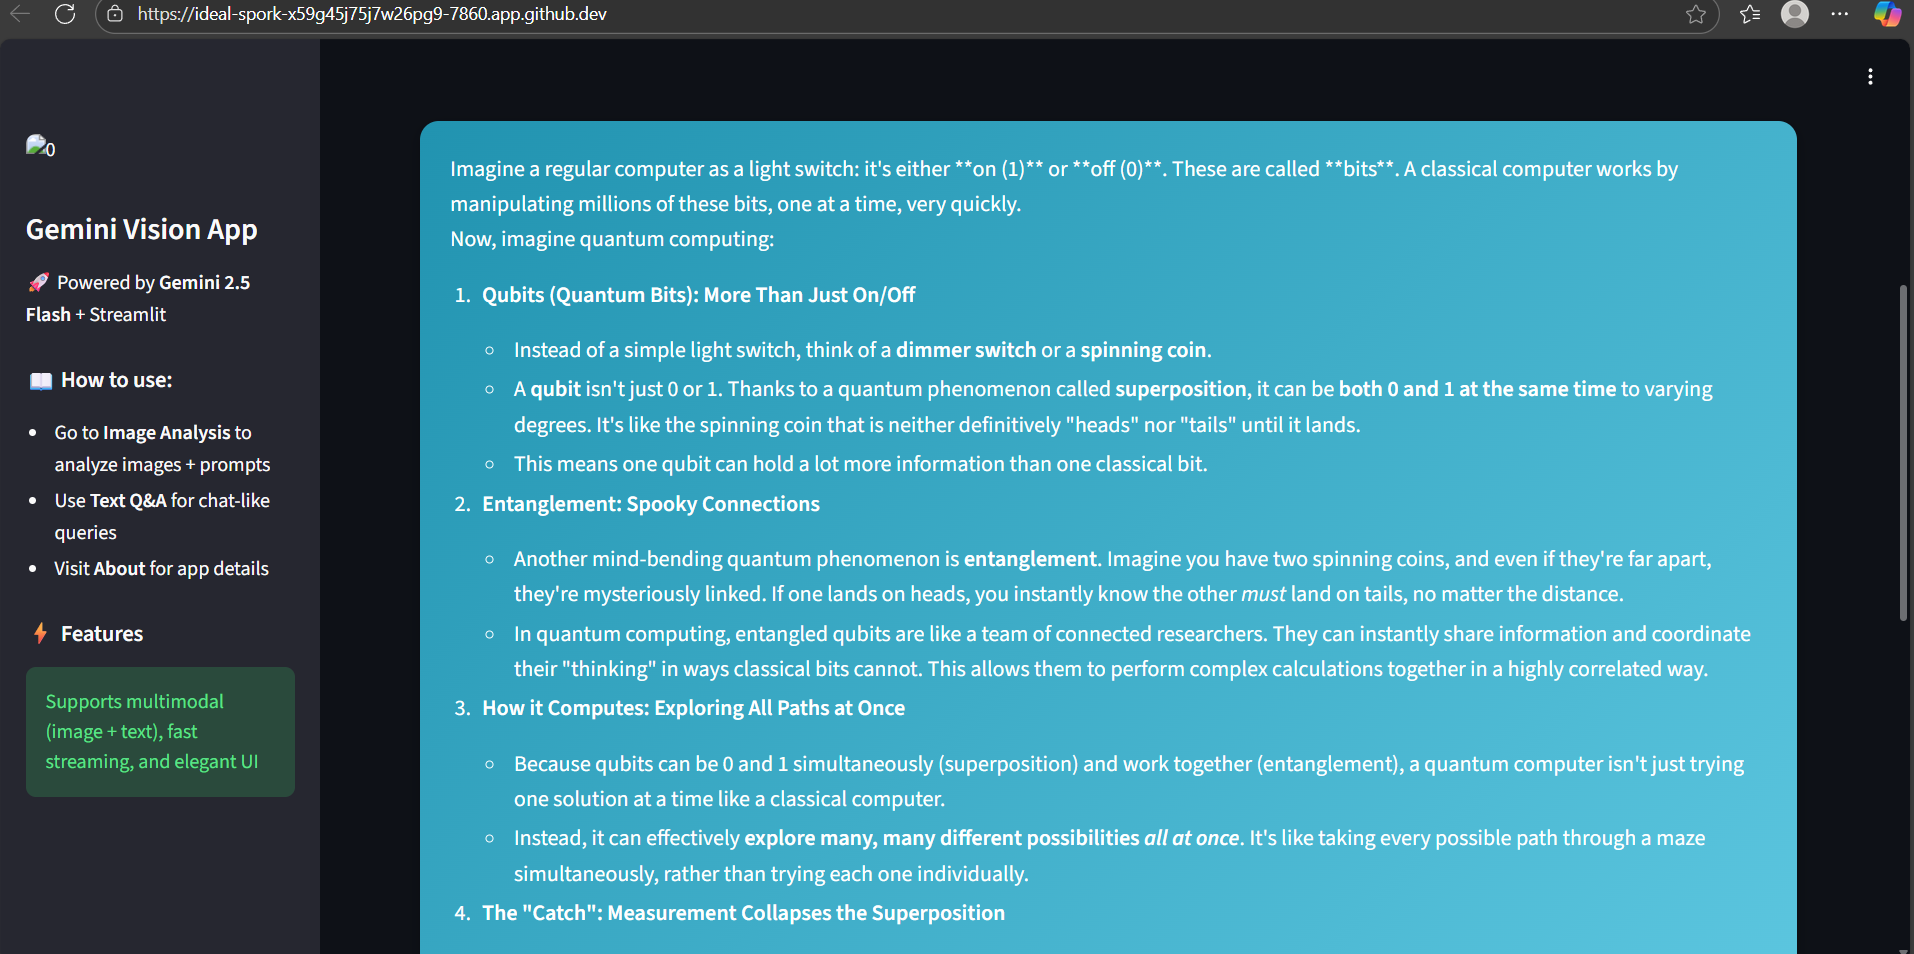 https://ideal-spork-x59g45j75j7w26pg9-7860.app.github.dev
0
Gemini Vision App
🚀 Powered by Gemini 2.5
Flash + Streamlit
📖 How to use:
• Go to Image Analysis to
analyze images + prompts
• Use Text Q&A for chat-like
queries
• Visit About for app details
⚡ Features
Supports multimodal
(image + text), fast
streaming, and elegant UI
Imagine a regular computer as a light switch: it's either **on (1)** or **off (0)**. These are called **bits**. A classical computer works by
manipulating millions of these bits, one at a time, very quickly.
Now, imagine quantum computing:
1. Qubits (Quantum Bits): More Than Just On/Off
◦ Instead of a simple light switch, think of a dimmer switch or a spinning coin.
◦ A qubit isn't just 0 or 1. Thanks to a quantum phenomenon called superposition, it can be both 0 and 1 at the same time to varying
degrees. It's like the spinning coin that is neither definitively "heads" nor "tails" until it lands.
◦ This means one qubit can hold a lot more information than one classical bit.
2. Entanglement: Spooky Connections
◦ Another mind-bending quantum phenomenon is entanglement. Imagine you have two spinning coins, and even if they're far apart,
they're mysteriously linked. If one lands on heads, you instantly know the other must land on tails, no matter the distance.
◦ In quantum computing, entangled qubits are like a team of connected researchers. They can instantly share information and coordinate
their "thinking" in ways classical bits cannot. This allows them to perform complex calculations together in a highly correlated way.
3. How it Computes: Exploring All Paths at Once
◦ Because qubits can be 0 and 1 simultaneously (superposition) and work together (entanglement), a quantum computer isn't just trying
one solution at a time like a classical computer.
◦ Instead, it can effectively explore many, many different possibilities all at once. It's like taking every possible path through a maze
simultaneously, rather than trying each one individually.
4. The "Catch": Measurement Collapses the Superposition